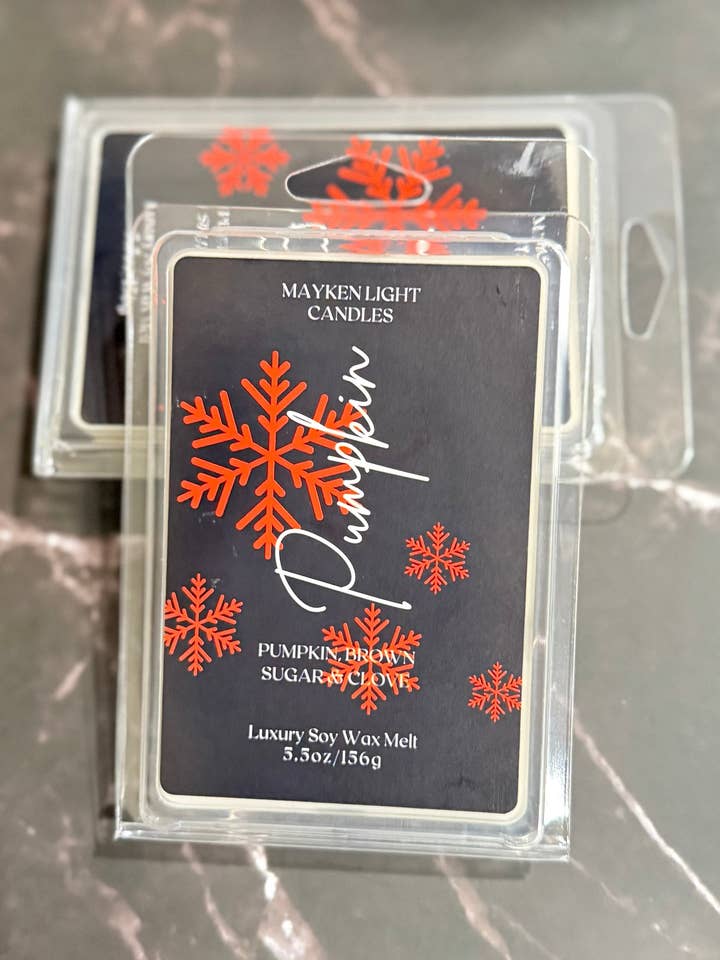 MAYKEN LIGHT
CANDLES
Pumpkin
PUMPKIN, BROWN
SUGAR & CLOVE
Luxury Soy Wax Melt
5.5oz/156g